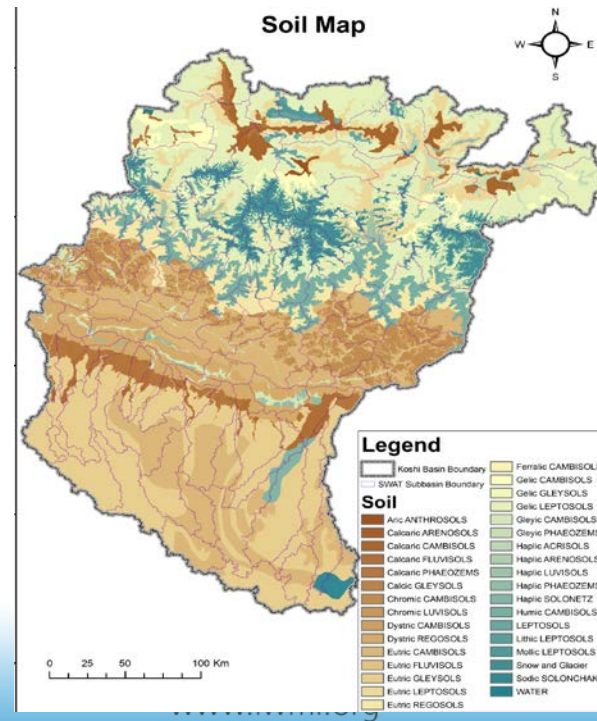 Soil Map
N
W
E
S
Legend
Koshi Basin Boundary
SWAT Subbasin Boundary
Soil
Aric ANTHROSOLS
Calcaric ARENOSOLS
Calcaric CAMBISOLS
Calcaric FLUVISOLS
Calcaric PHAEOZEMS
Calcic GLEYSOLS
Chromic CAMBISOLS
Chromic LUVISOLS
Dystric CAMBISOLS
Dystric REGOSOLS
Eutric CAMBISOLS
Eutric FLUVISOLS
Eutric GLEYSOLS
Eutric LEPTOSOLS
Eutric REGOSOLS
Ferralic CAMBISOLS
Gelic CAMBISOLS
Gelic GLEYSOLS
Gelic LEPTOSOLS
Gleyic CAMBISOLS
Gleyic PHAEOZEMS
Haplic ACRISOLS
Haplic ARENOSOLS
Haplic LUVISOLS
Haplic PHAEOZEMS
Haplic SOLONETZ
Humic CAMBISOLS
LEPTOSOLS
Lithic LEPTOSOLS
Mollic LEPTOSOLS
Snow and Glacier
Sodic SOLONCHAK
WATER
0 25 50 100 Km
www.iwmi.org